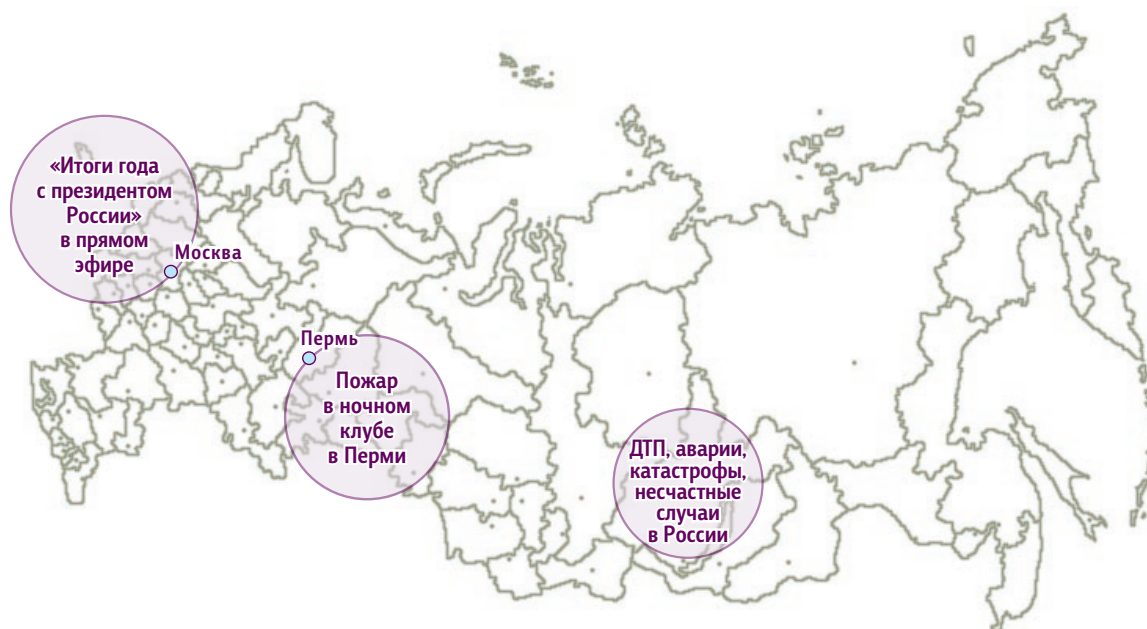 «Итоги года
с президентом
России»
в прямом
эфире
Москва
Пермь
Пожар
в ночном
клубе
в Перми
ДТП, аварии,
катастрофы,
несчастные
случаи
в России